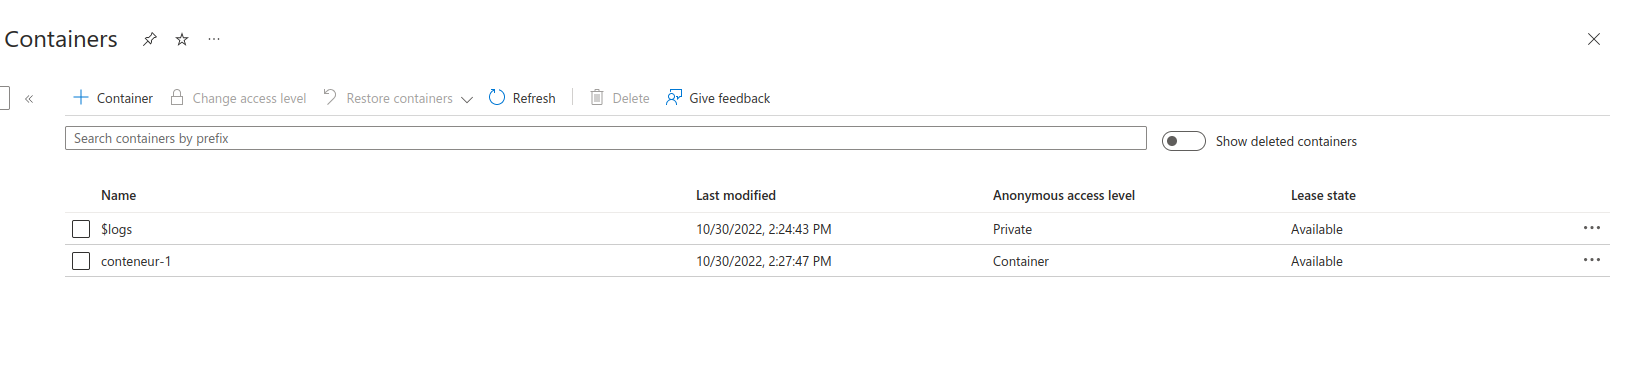 Containers
Container Change access level Restore containers Refresh Delete Give feedback
Search containers by prefix Show deleted containers
Name Last modified Anonymous access level Lease state
$logs 10/30/2022, 2:24:43 PM Private Available
conteneur-1 10/30/2022, 2:27:47 PM Container Available